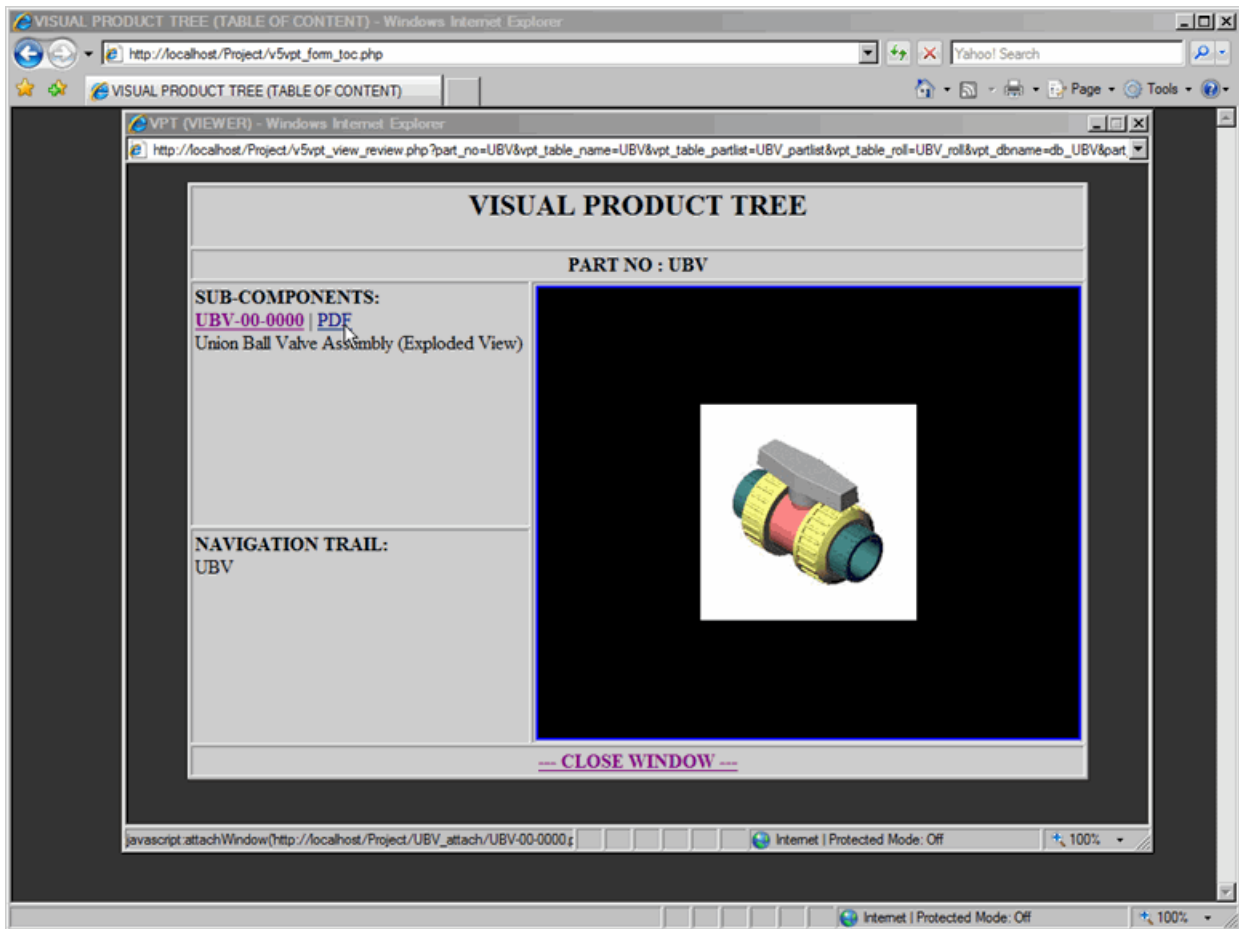 VISUAL PRODUCT TREE (TABLE OF CONTENT) - Windows Internet Explorer
http://localhost/Project/v5vpt_form_toc.php
Yahoo! Search
VISUAL PRODUCT TREE (TABLE OF CONTENT)
Page
Tools
VPT (VIEWER) - Windows Internet Explorer
http://localhost/Project/v5vpt_view_review.php?part_no=UBV&vpt_table_name=UBV&vpt_table_partlist=UBV_partlist&vpt_table_roll=UBV_roll&vpt_dbname=db_UBV&part
VISUAL PRODUCT TREE
PART NO : UBV
SUB-COMPONENTS:
UBV-00-0000 | PDF
Union Ball Valve Assembly (Exploded View)
NAVIGATION TRAIL:
UBV
--- CLOSE WINDOW ---
javascript:attachWindow('http://localhost/Project/UBV_attach/UBV-00-0000.p
Internet | Protected Mode: Off
100%
Internet | Protected Mode: Off
100%